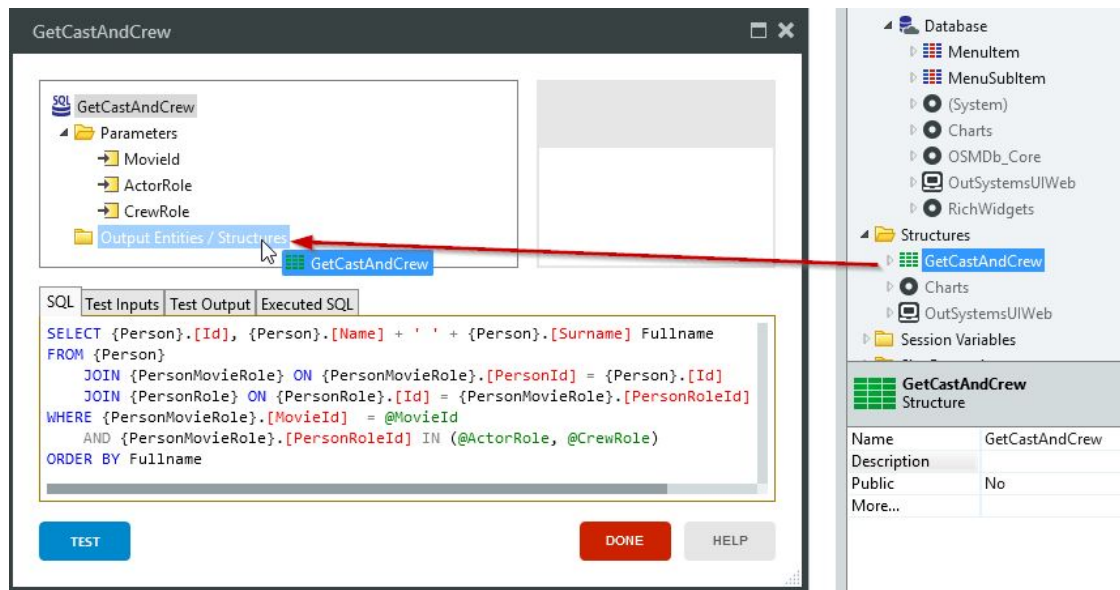 GetCastAndCrew
SQL GetCastAndCrew
Parameters
MovieId
ActorRole
CrewRole
Output Entities / Structures
GetCastAndCrew
SQL Test Inputs Test Output Executed SQL
SELECT {Person}.[Id], {Person}.[Name] + ' ' + {Person}.[Surname] Fullname
FROM {Person}
JOIN {PersonMovieRole} ON {PersonMovieRole}.[PersonId] = {Person}.[Id]
JOIN {PersonRole} ON {PersonRole}.[Id] = {PersonMovieRole}.[PersonRoleId]
WHERE {PersonMovieRole}.[MovieId] = @MovieId
AND {PersonMovieRole}.[PersonRoleId] IN (@ActorRole, @CrewRole)
ORDER BY Fullname
TEST
DONE
HELP
Database
MenuItem
MenuSubItem
(System)
Charts
OSMDb_Core
OutSystemsUIWeb
RichWidgets
Structures
GetCastAndCrew
Charts
OutSystemsUIWeb
Session Variables
GetCastAndCrew
Structure
Name GetCastAndCrew
Description
Public No
More...